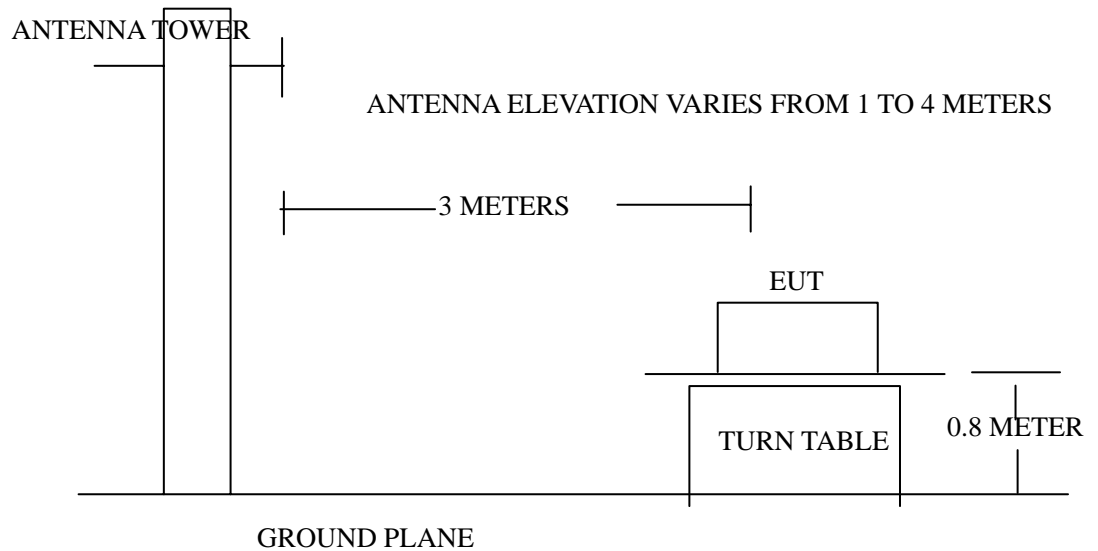 ANTENNA TOWER
ANTENNA ELEVATION VARIES FROM 1 TO 4 METERS
3 METERS
EUT
0.8 METER
TURN TABLE
GROUND PLANE